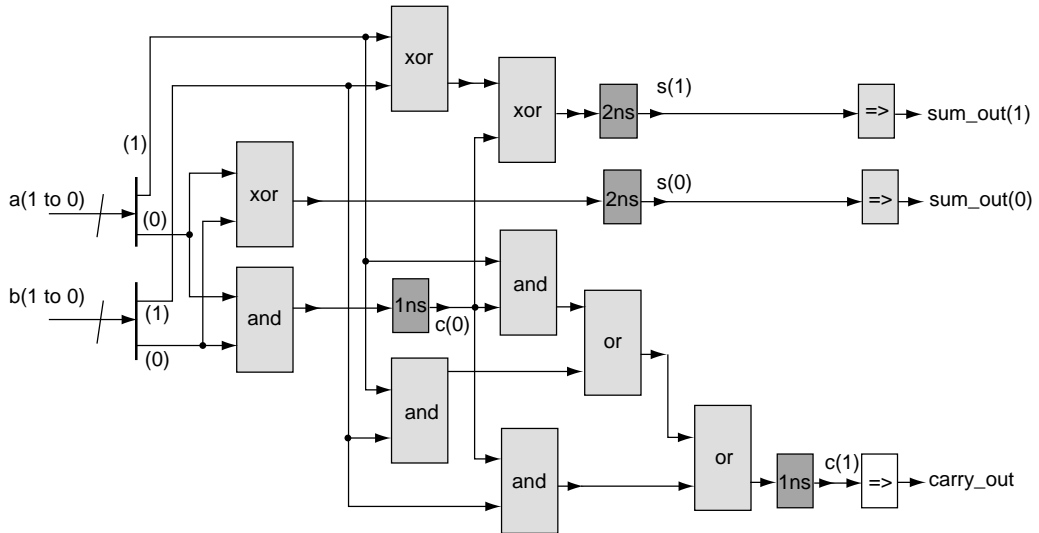 xor
s(1)
xor
2ns
=>
sum_out(1)
(1)
a(1 to 0)
xor
s(0)
(0)
2ns
=>
sum_out(0)
b(1 to 0)
and
1ns
and
(1)
c(0)
or
(0)
and
or
c(1)
and
1ns
=>
carry_out